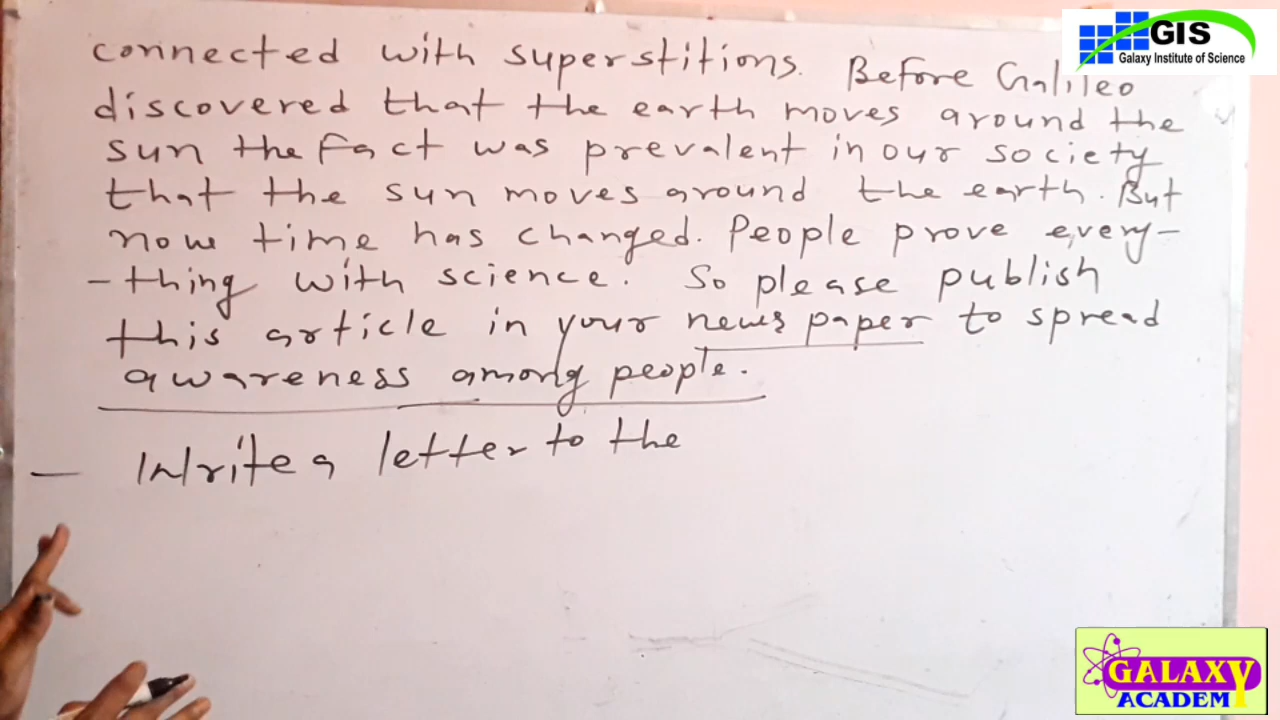 connected with superstitions. Before Galileo
discovered that the earth moves around the
sun the fact was prevalent in our society
that the sun moves around the earth. But
now time has changed. People prove every-
-thing with science. So please publish
this article in your news paper to spread
awareness among people.
— Write a letter to the
GIS
Galaxy Institute of Science
GALAXY
ACADEM